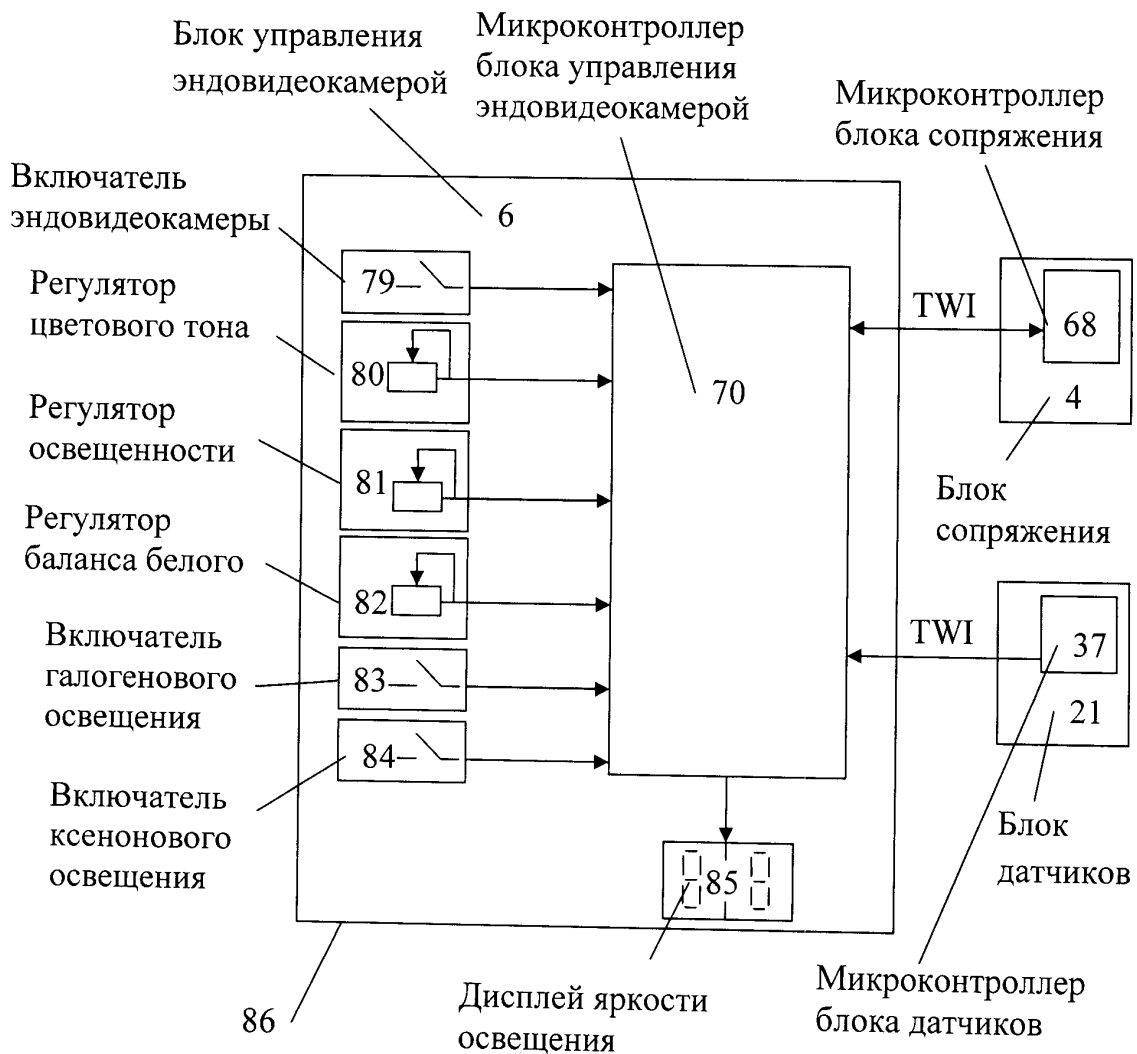 Блок управления
эндовидеокамерой
Микроконтроллер
блока управления
эндовидеокамерой
Микроконтроллер
блока сопряжения
Включатель
эндовидеокамеры
6
79
Регулятор
цветового тона
80
70
TWI
68
4
Регулятор
освещенности
81
Блок
сопряжения
Регулятор
баланса белого
82
TWI
37
21
Включатель
галогенового
освещения
83
84
Включатель
ксенонового
освещения
Блок
датчиков
85
86
Дисплей яркости
освещения
Микроконтроллер
блока датчиков